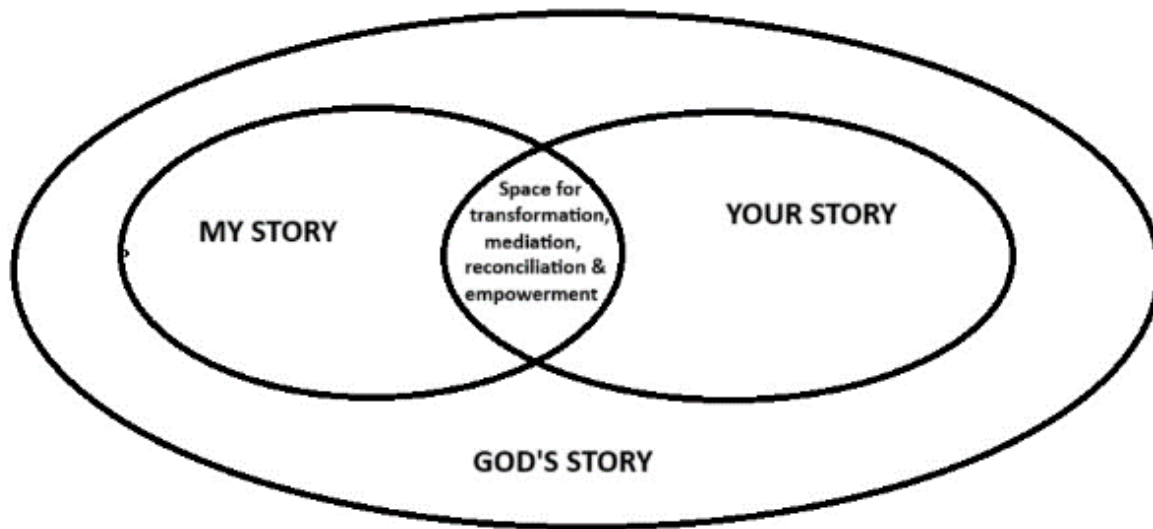 MY STORY
Space for
transformation,
mediation,
reconciliation &
empowerment
YOUR STORY
GOD'S STORY